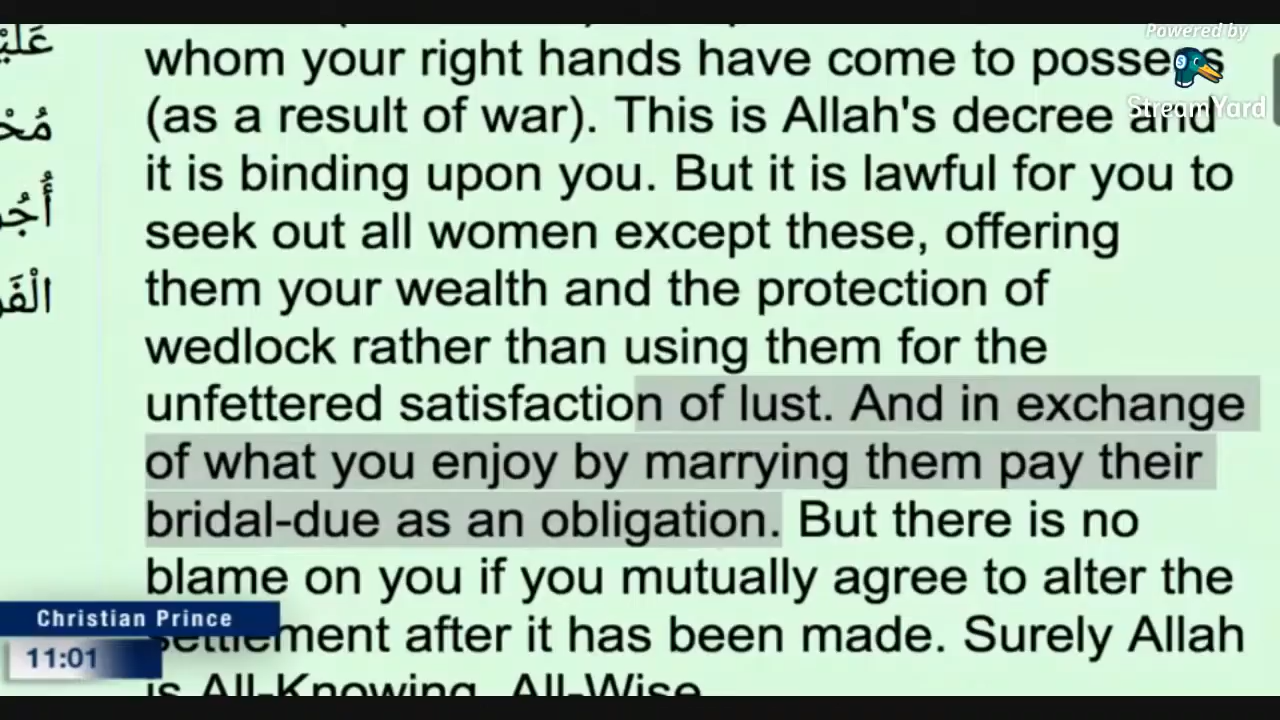 Powered by
StreamYard
whom your right hands have come to possess
(as a result of war). This is Allah's decree and
it is binding upon you. But it is lawful for you to
seek out all women except these, offering
them your wealth and the protection of
wedlock rather than using them for the
unfettered satisfaction of lust. And in exchange
of what you enjoy by marrying them pay their
bridal-due as an obligation. But there is no
blame on you if you mutually agree to alter the
settlement after it has been made. Surely Allah
is All-Knowing, All-Wise.
Christian Prince
11:01